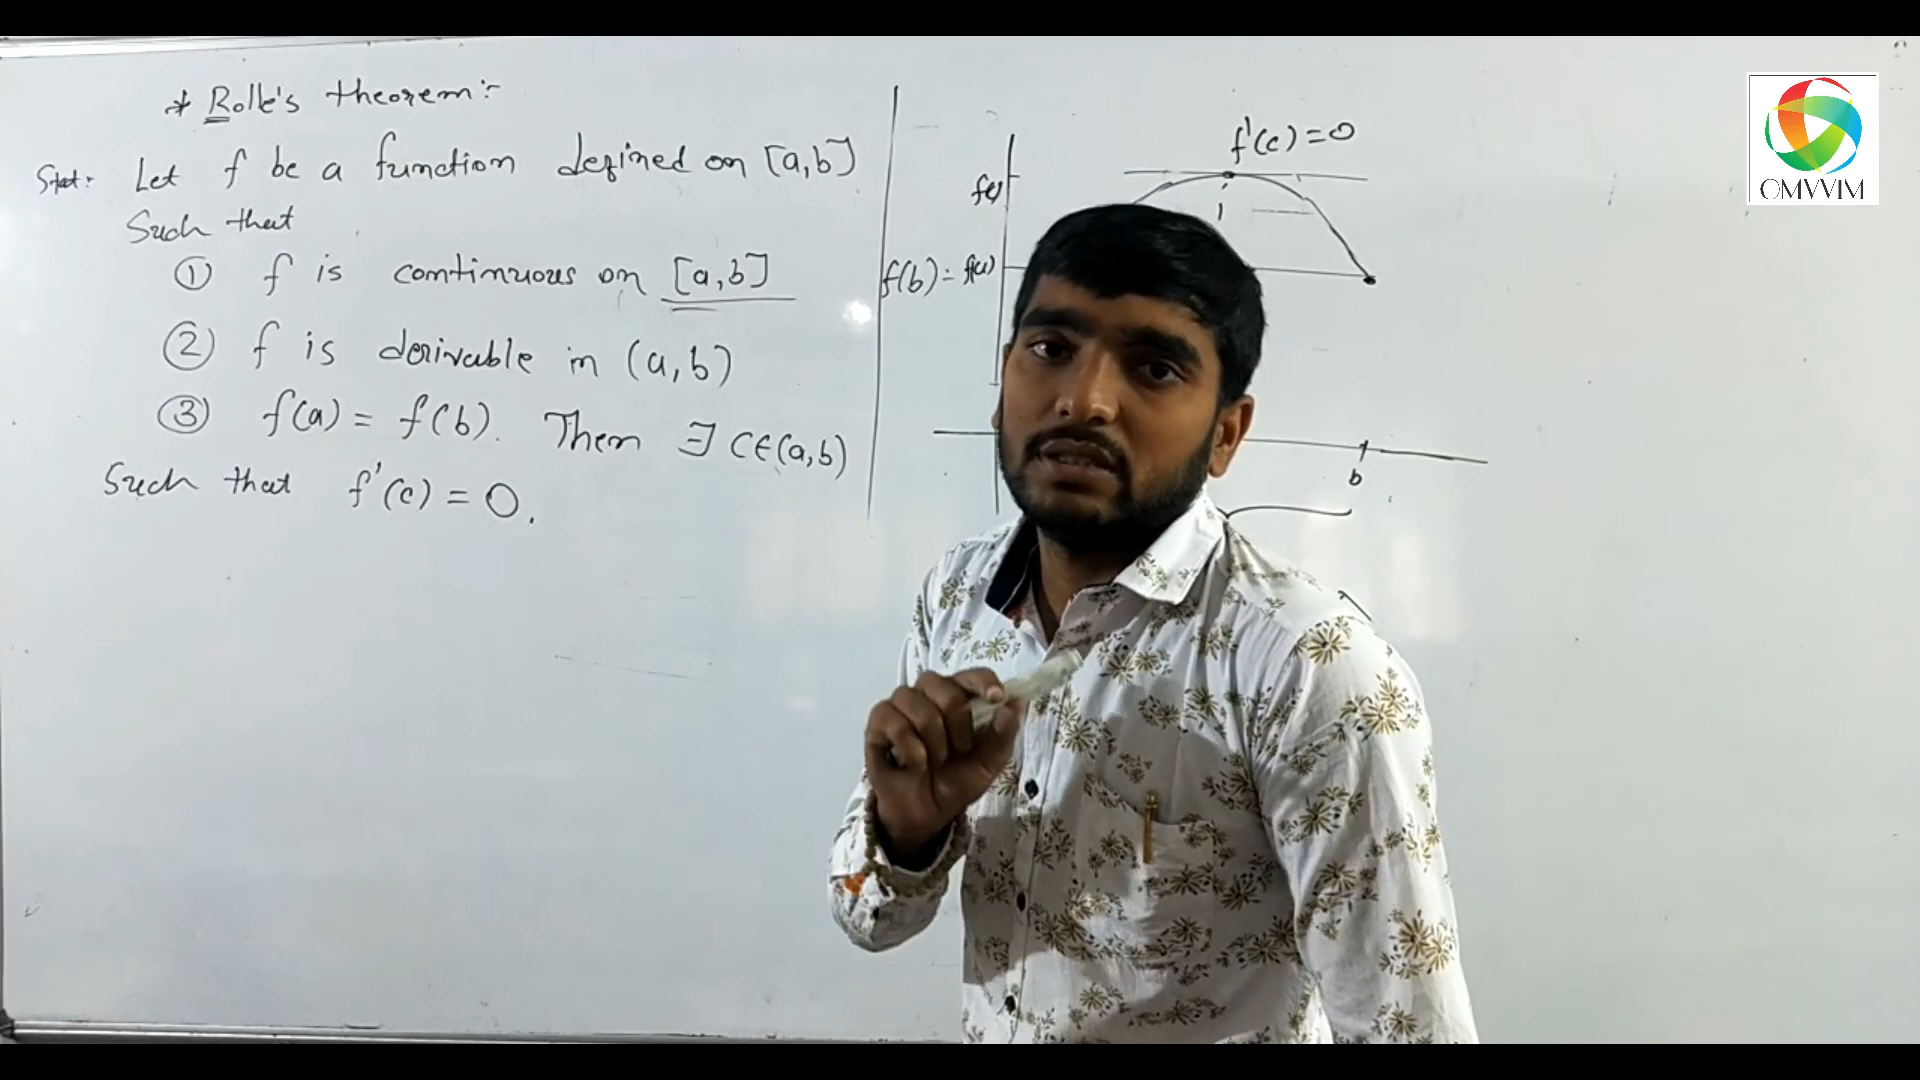 * Rolle's theorem:-
Stat:- Let f be a function defined on [a,b]
Such that
① f is continuous on [a,b]
② f is derivable in (a,b)
③ f(a) = f(b). Then ∃ c∈(a,b)
Such that f'(c) = 0.
f'(c)=0
f(b) = f(a)
b
OMVVIM